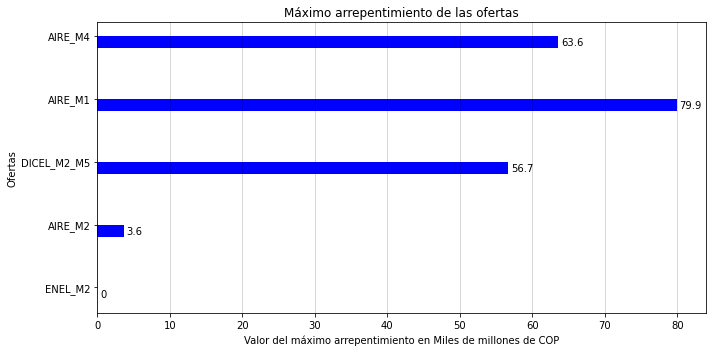 Máximo arrepentimiento de las ofertas
AIRE_M4
63.6
AIRE_M1
79.9
DICEL_M2_M5
56.7
AIRE_M2
3.6
ENEL_M2
0
Ofertas
0 10 20 30 40 50 60 70 80
Valor del máximo arrepentimiento en Miles de millones de COP